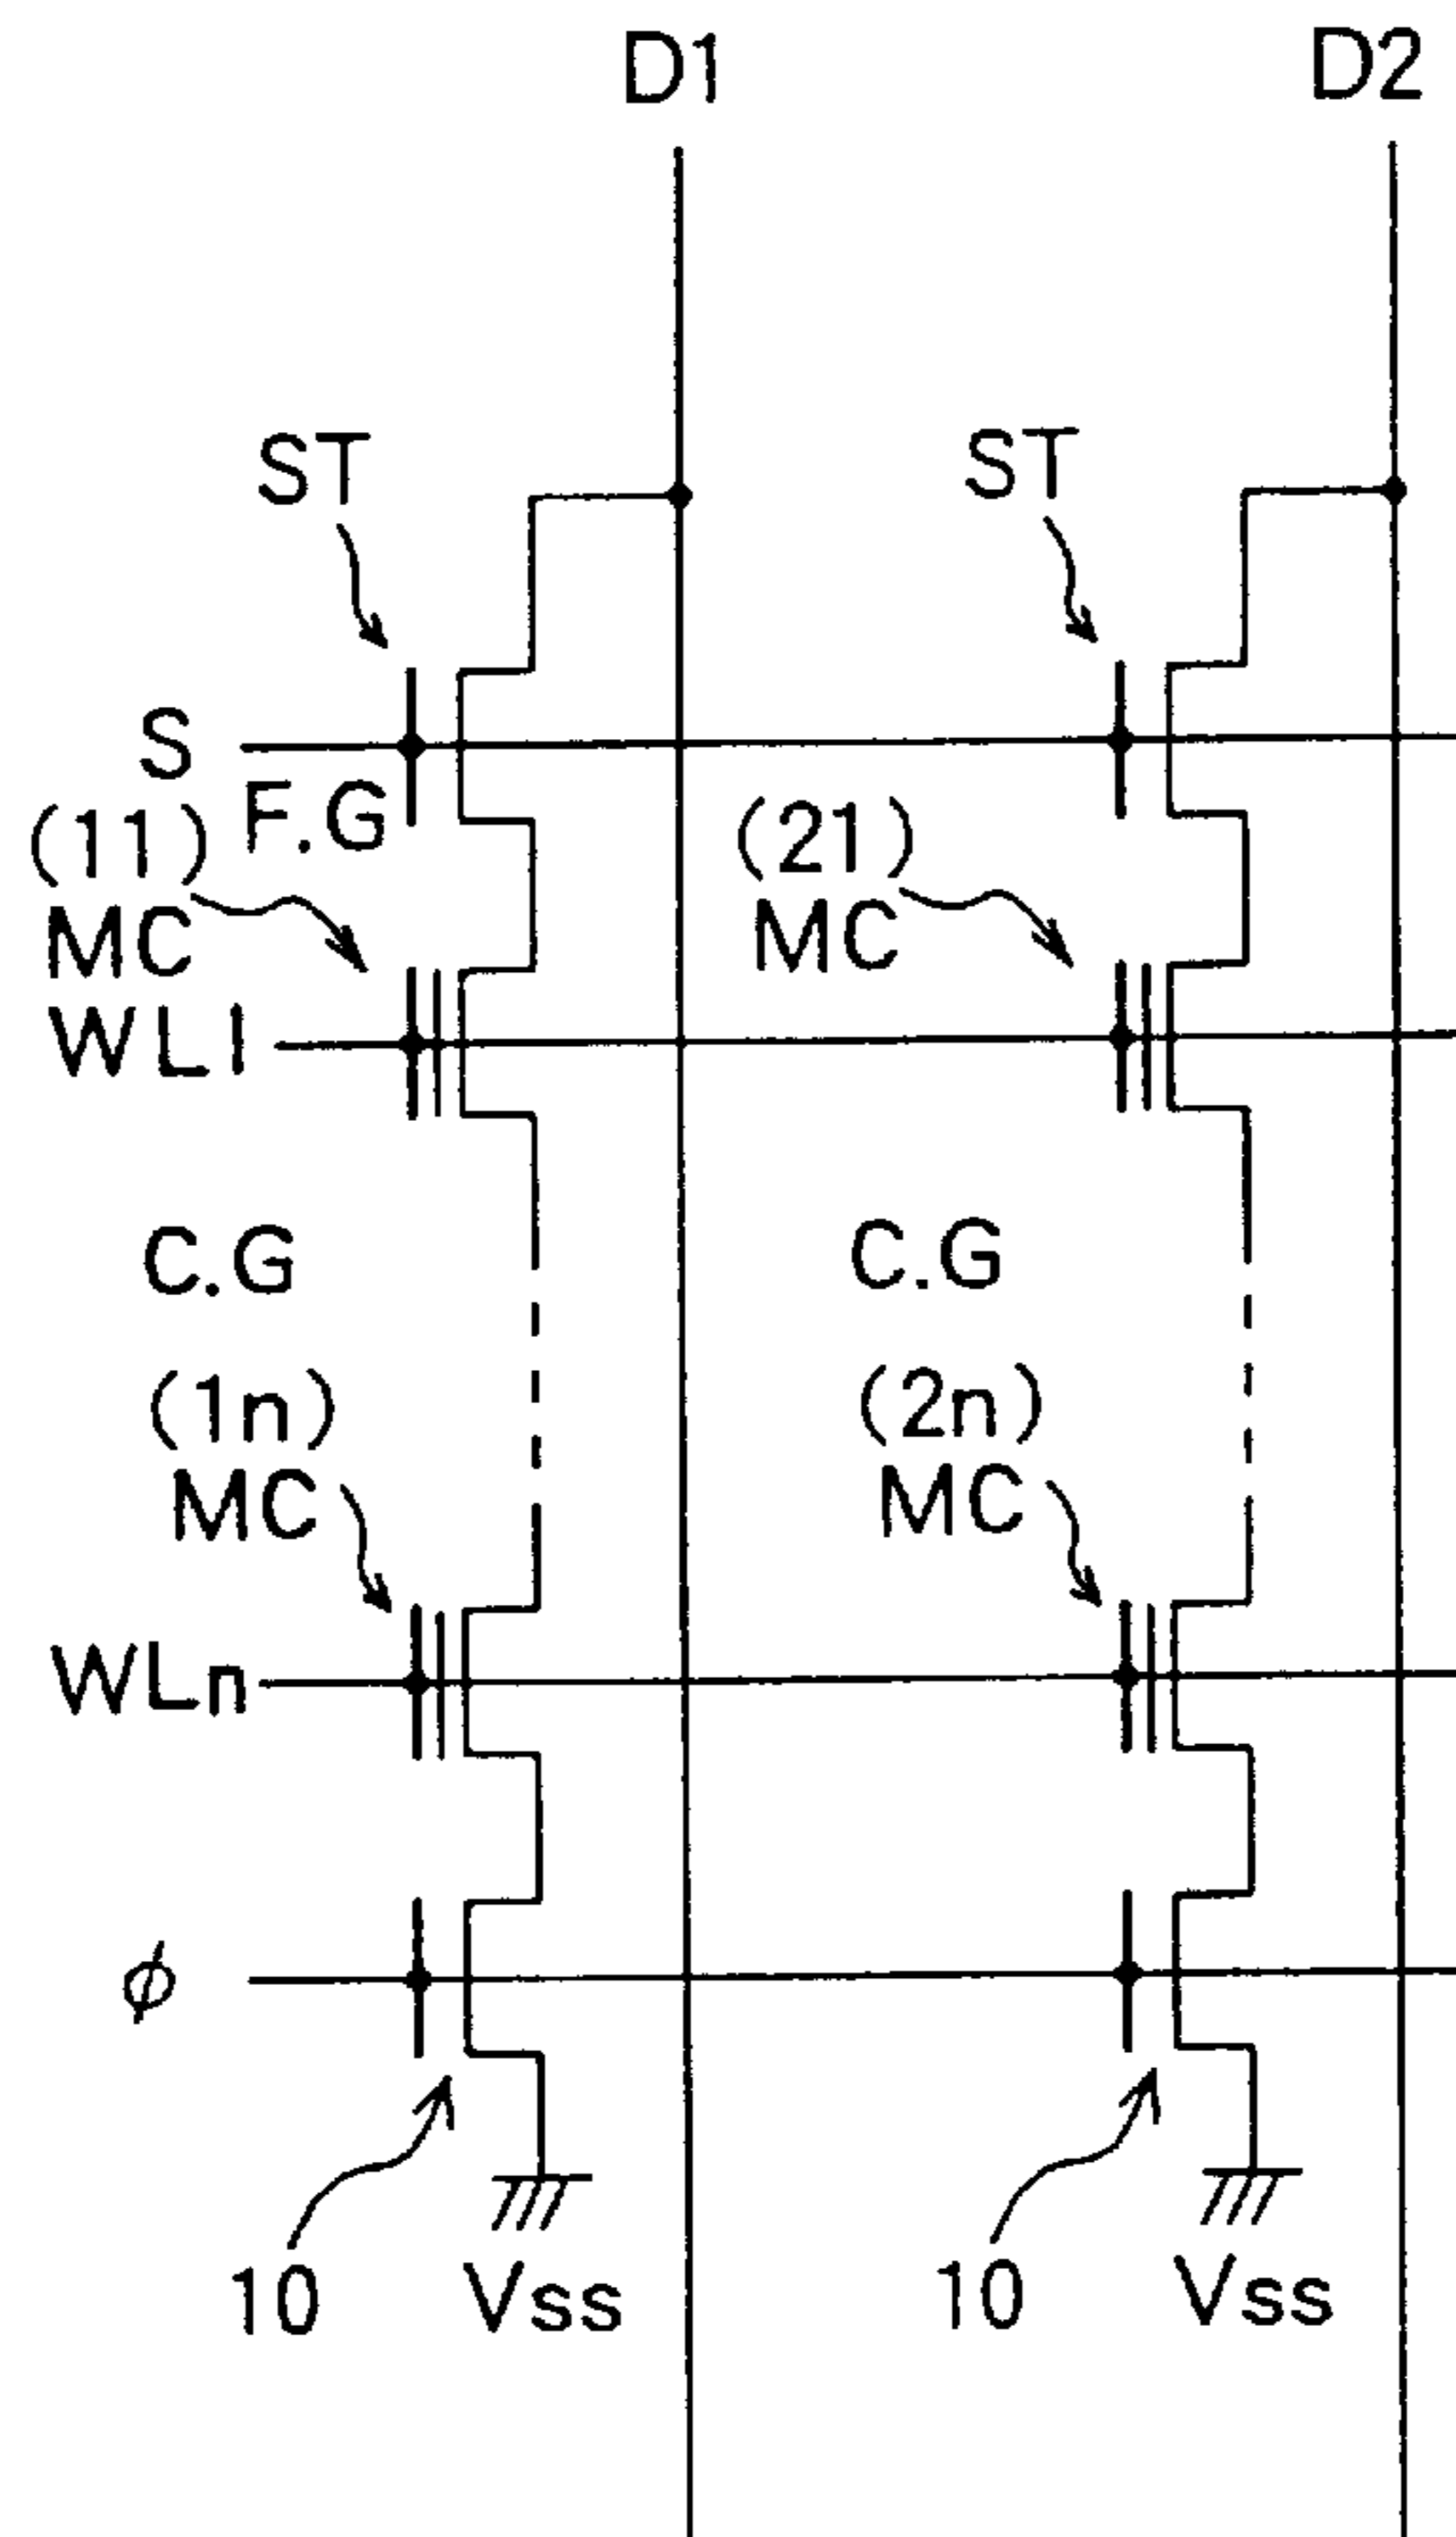 D1 D2
ST ST
S
F.G
(11) (21)
MC MC
WL1
C.G C.G
(1n) (2n)
MC MC
WLn
ϕ
10 Vss 10 Vss